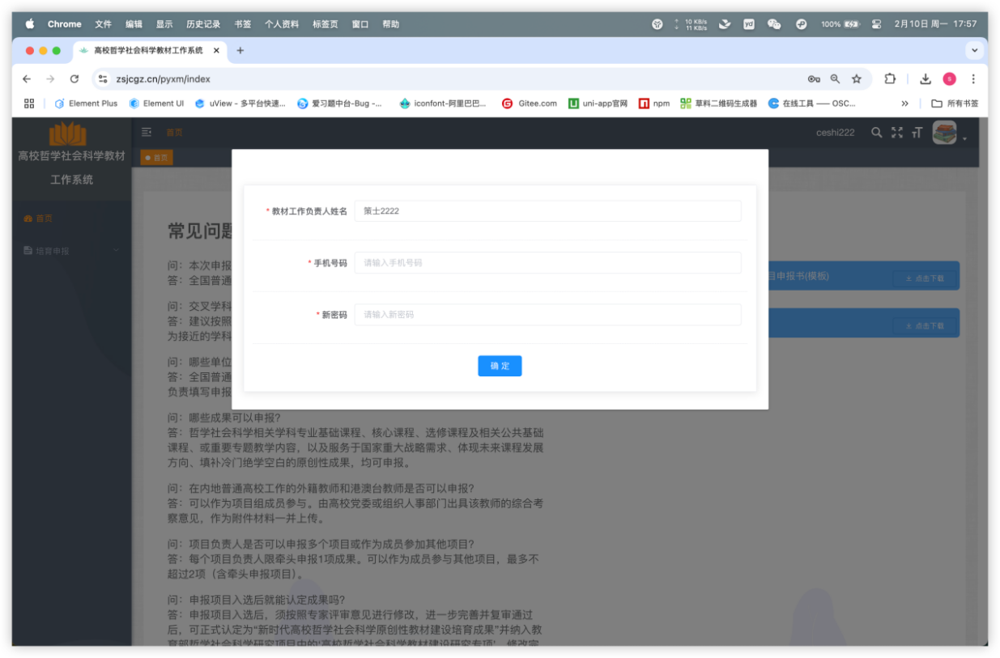 Chrome 文件 编辑 显示 历史记录 书签 个人资料 标签页 窗口 帮助
10 KB/s
11 KB/s
yd
100%
2月10日 周一 17:57
高校哲学社会科学教材工作系统
zsjcgz.cn/pyxm/index
s
Element Plus
Element UI
uView - 多平台快速...
爱习题中台-Bug -...
iconfont-阿里巴巴...
Gitee.com
uni-app官网
npm
草料二维码生成器
在线工具 —— OSC...
所有书签
高校哲学社会科学教材
工作系统
首页
培育申报
首页
ceshi222
首页
常见问题
问：本次申报
答：全国普通
问：交叉学科
答：建议按照
为接近的学科
问：哪些单位
答：全国普通
负责填写申报
问：哪些成果可以申报?
答：哲学社会科学相关学科专业基础课程、核心课程、选修课程及相关公共基础
课程、或重要专题教学内容，以及服务于国家重大战略需求、体现未来课程发展
方向、填补冷门绝学空白的原创性成果，均可申报。
问：在内地普通高校工作的外籍教师和港澳台教师是否可以申报?
答：可以作为项目组成员参与。由高校党委或组织人事部门出具该教师的综合考
察意见，作为附件材料一并上传。
问：项目负责人是否可以申报多个项目或作为成员参加其他项目?
答：每个项目负责人限牵头申报1项成果。可以作为成员参与其他项目，最多不
超过2项（含牵头申报项目）。
问：申报项目入选后就能认定成果吗?
答：申报项目入选后，须按照专家评审意见进行修改，进一步完善并复审通过
后，可正式认定为“新时代高校哲学社会科学原创性教材建设培育成果”并纳入教
育部哲学社会科学研究项目中的‘高校哲学社会科学教材建设研究专项’，修改完
* 教材工作负责人姓名 策士2222
* 手机号码 请输入手机号码
* 新密码 请输入新密码
确 定
目申报书(模板)
点击下载
点击下载